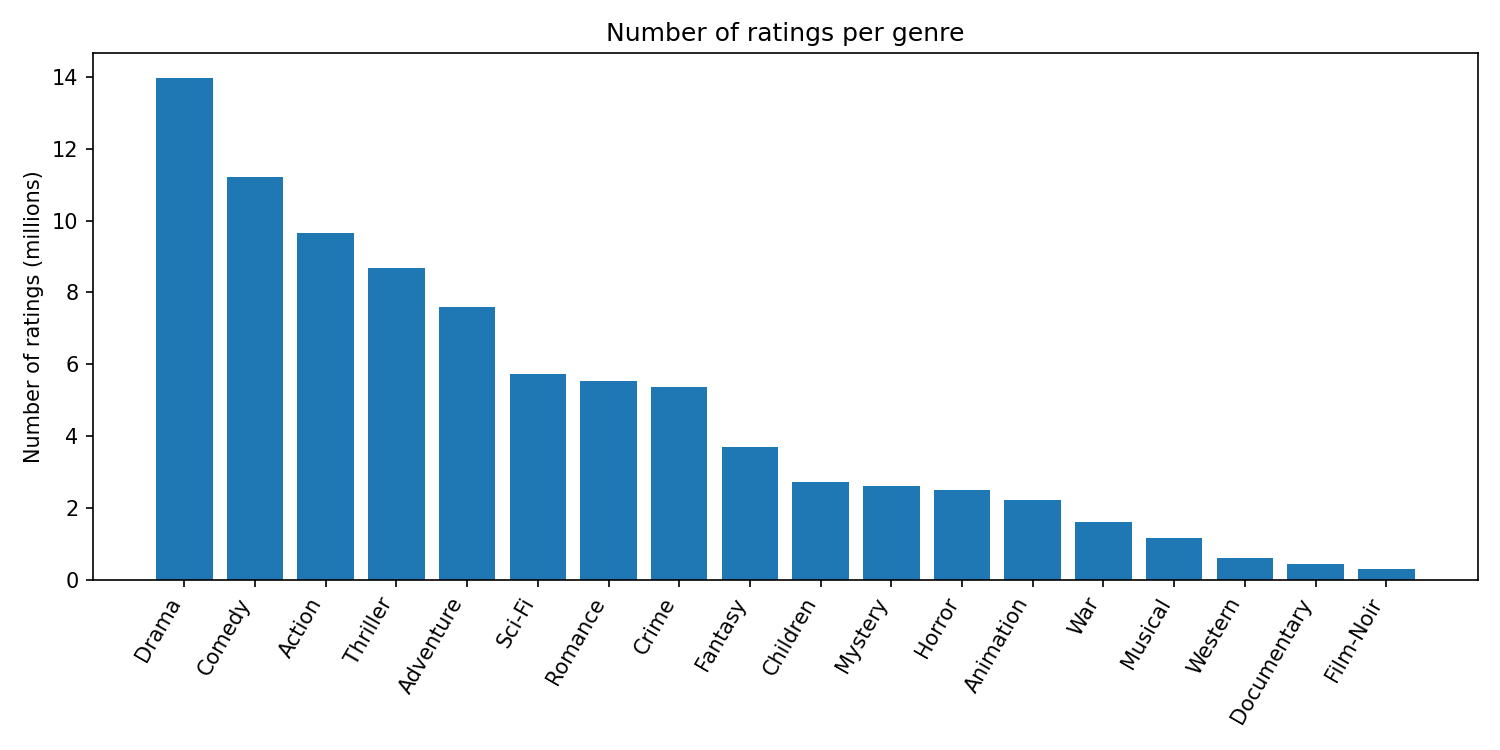 Number of ratings per genre
Number of ratings (millions)
14
12
10
8
6
4
2
0
Drama
Comedy
Action
Thriller
Adventure
Sci-Fi
Romance
Crime
Fantasy
Children
Mystery
Horror
Animation
War
Musical
Western
Documentary
Film-Noir